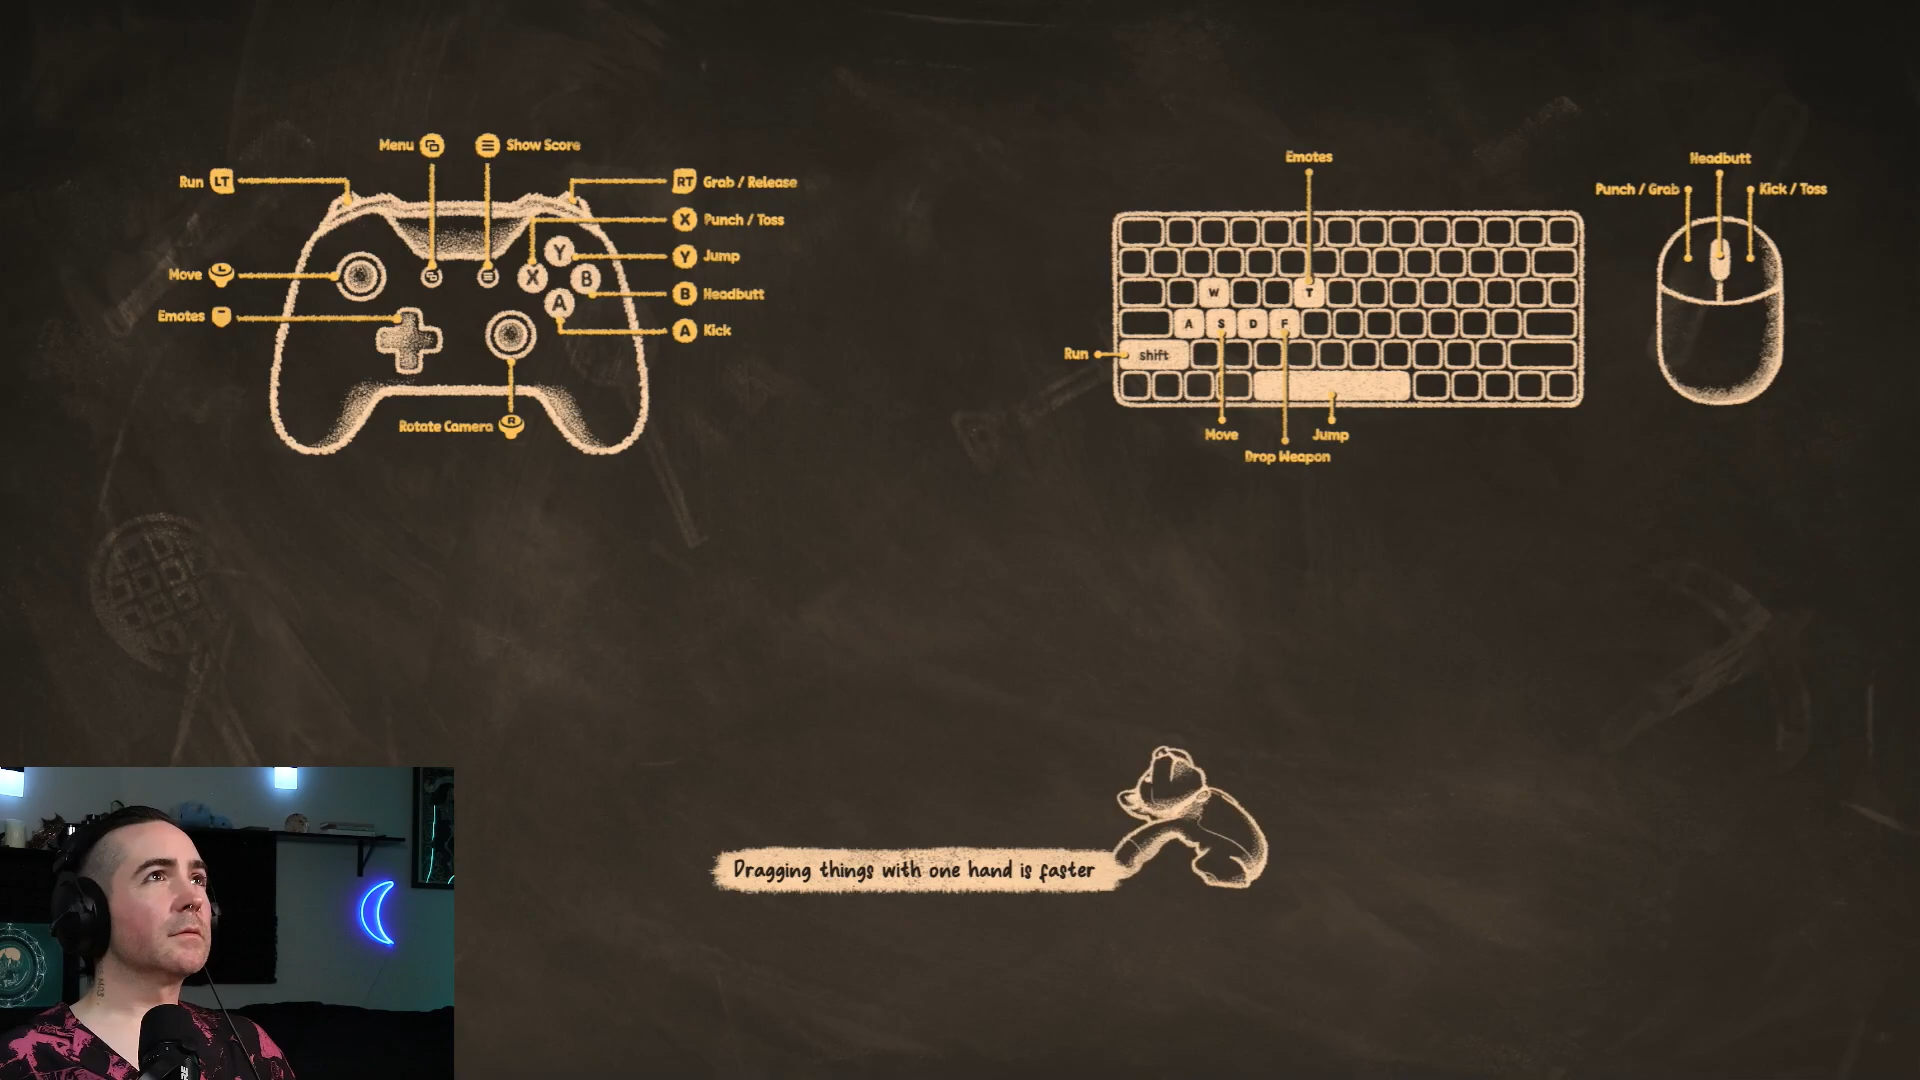 Menu
Show Score
Run LT
RT Grab / Release
X Punch / Toss
Y Jump
B Headbutt
A Kick
Move L
Emotes
Y
X
B
A
Rotate Camera R
Emotes
Headbutt
Punch / Grab
Kick / Toss
W
T
A
S
D
F
Run
shift
Move
Jump
Drop Weapon
Dragging things with one hand is faster